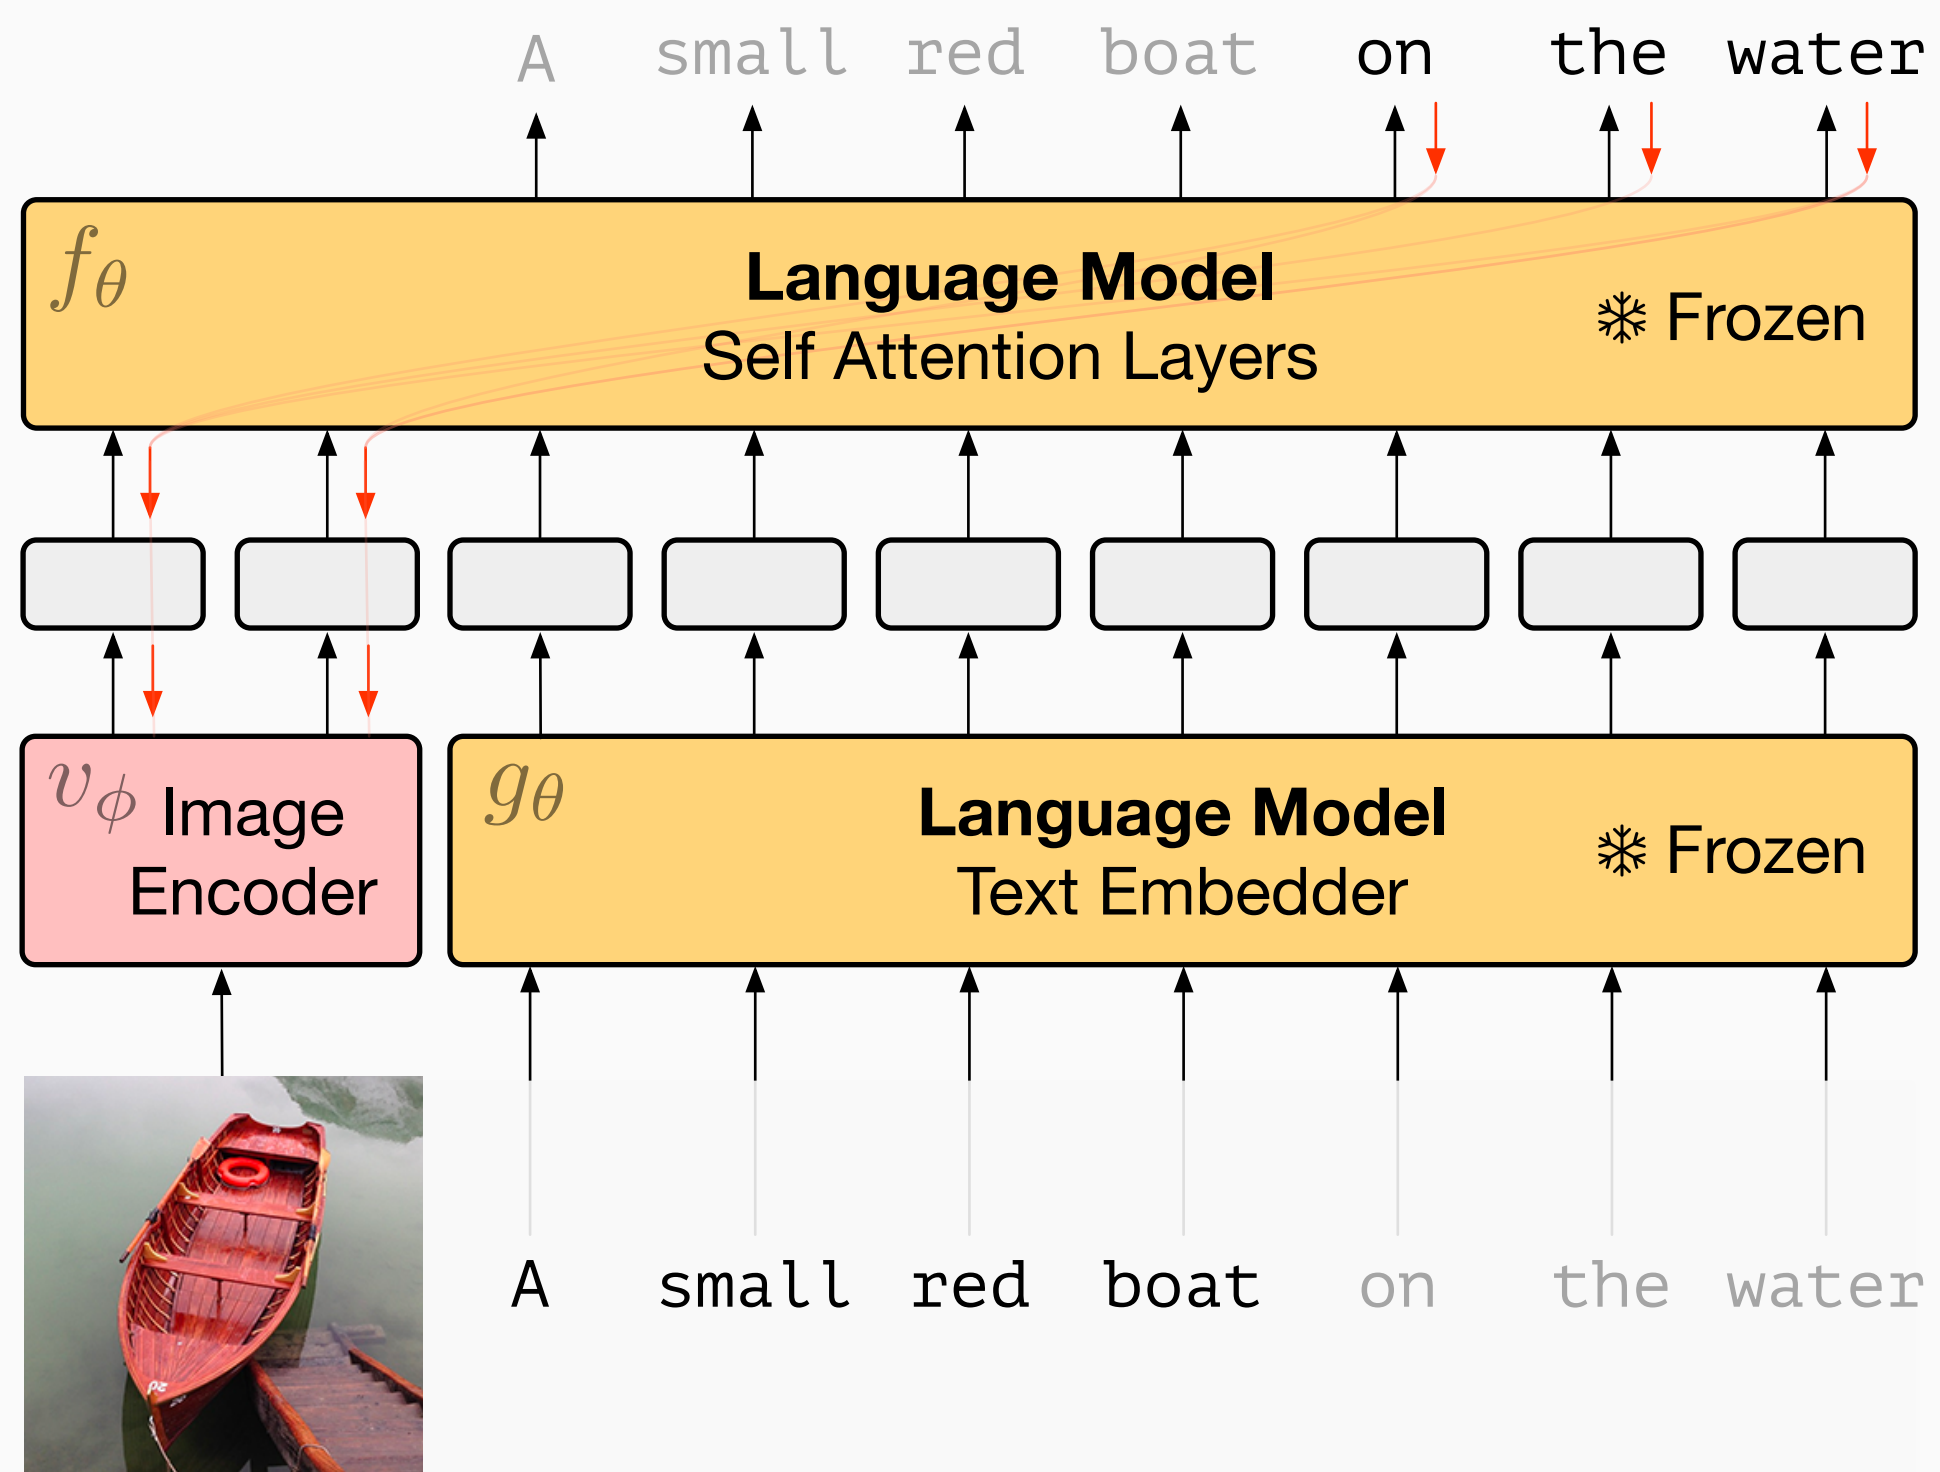 A small red boat on the water
fθ
Language Model
Self Attention Layers
Frozen
vϕ
Image
Encoder
gθ
Language Model
Text Embedder
Frozen
A small red boat on the water